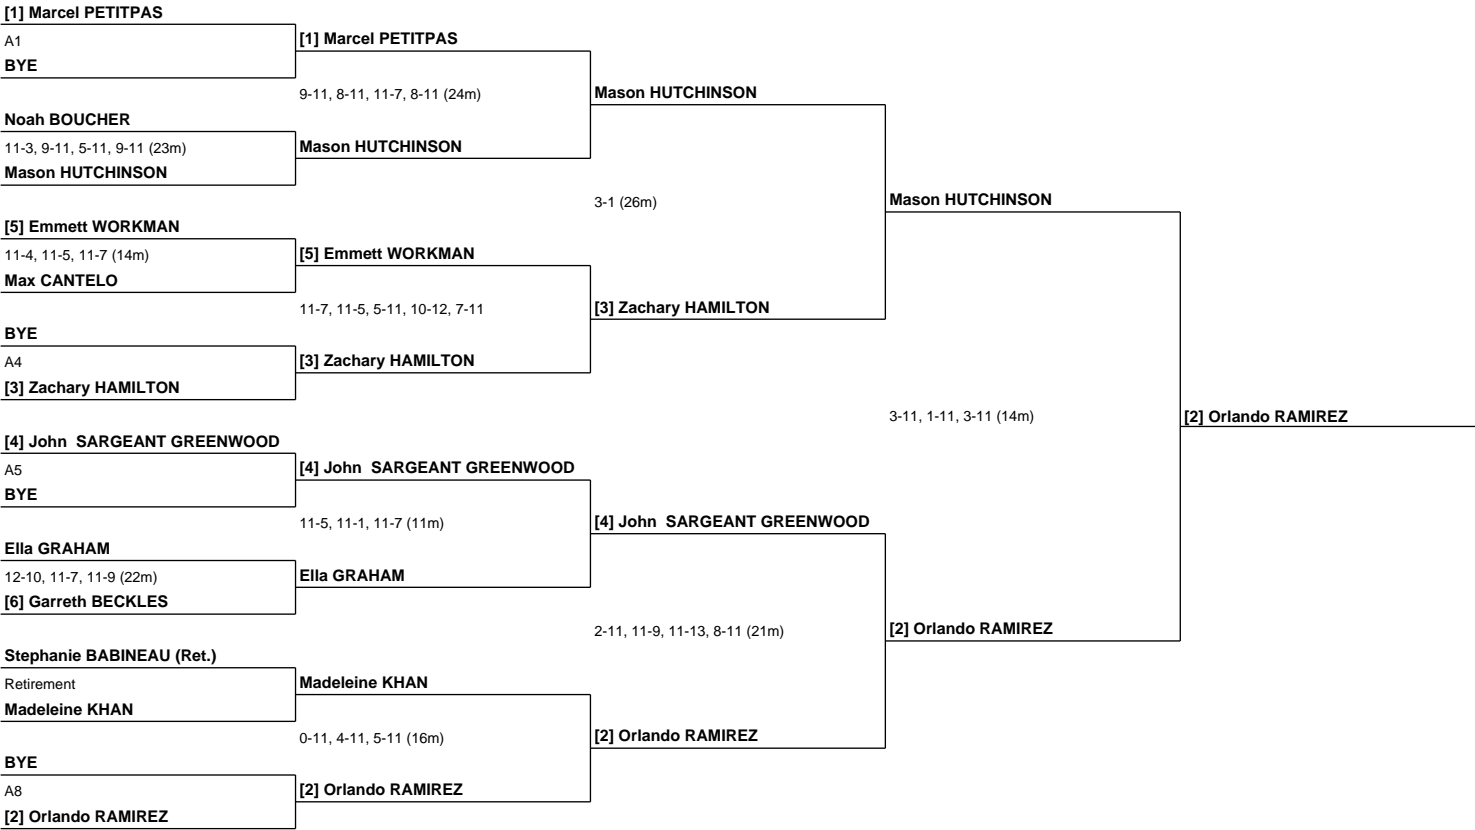 [1] Marcel PETITPAS
A1
BYE
Noah BOUCHER
11-3, 9-11, 5-11, 9-11 (23m)
Mason HUTCHINSON
[5] Emmett WORKMAN
11-4, 11-5, 11-7 (14m)
Max CANTELO
BYE
A4
[3] Zachary HAMILTON
[4] John  SARGEANT GREENWOOD
A5
BYE
Ella GRAHAM
12-10, 11-7, 11-9 (22m)
[6] Garreth BECKLES
Stephanie BABINEAU (Ret.)
Retirement
Madeleine KHAN
BYE
A8
[2] Orlando RAMIREZ
[1] Marcel PETITPAS
9-11, 8-11, 11-7, 8-11 (24m)
Mason HUTCHINSON
[5] Emmett WORKMAN
11-7, 11-5, 5-11, 10-12, 7-11
[3] Zachary HAMILTON
[4] John  SARGEANT GREENWOOD
11-5, 11-1, 11-7 (11m)
Ella GRAHAM
Madeleine KHAN
0-11, 4-11, 5-11 (16m)
[2] Orlando RAMIREZ
Mason HUTCHINSON
3-1 (26m)
[3] Zachary HAMILTON
[4] John  SARGEANT GREENWOOD
2-11, 11-9, 11-13, 8-11 (21m)
[2] Orlando RAMIREZ
Mason HUTCHINSON
3-11, 1-11, 3-11 (14m)
[2] Orlando RAMIREZ
[2] Orlando RAMIREZ